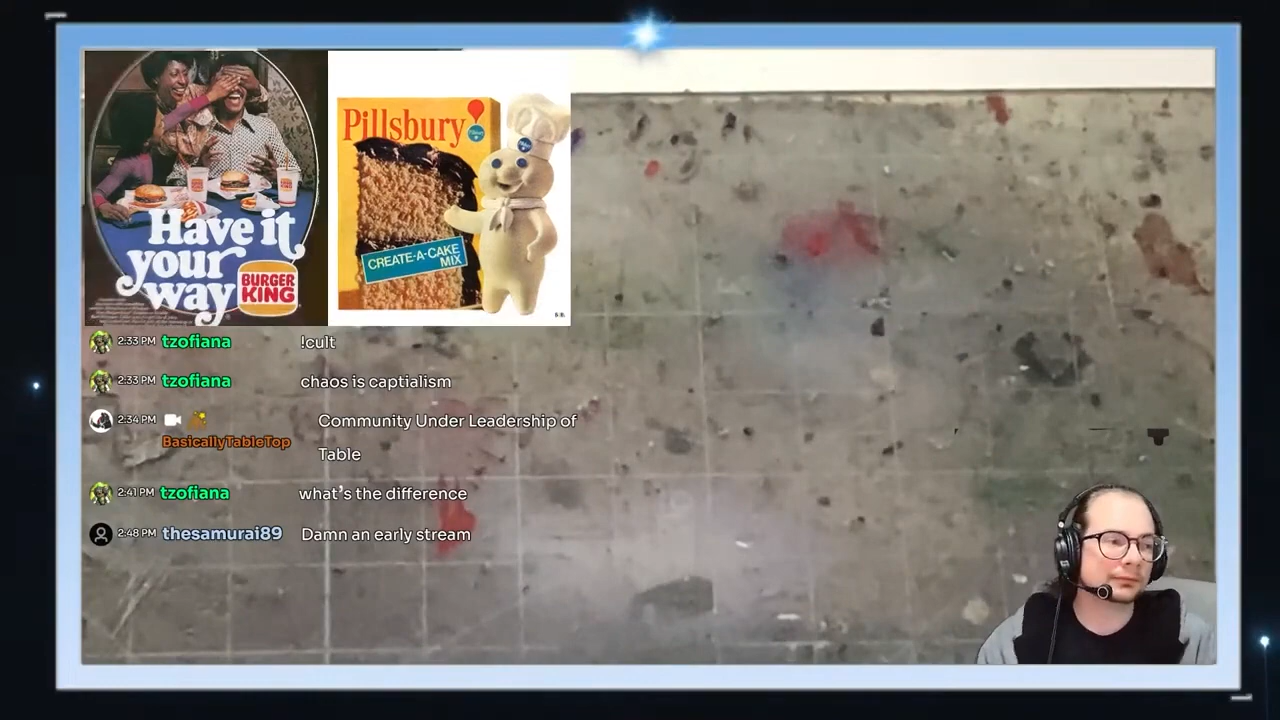 Have it
your
way
BURGER
KING
Pillsbury
CREATE-A-CAKE
MIX
2:33 PM tzofiana !cult
2:33 PM tzofiana chaos is captialism
2:34 PM BasicallyTableTop Community Under Leadership of
Table
2:41 PM tzofiana what's the difference
2:48 PM thesamurai89 Damn an early stream